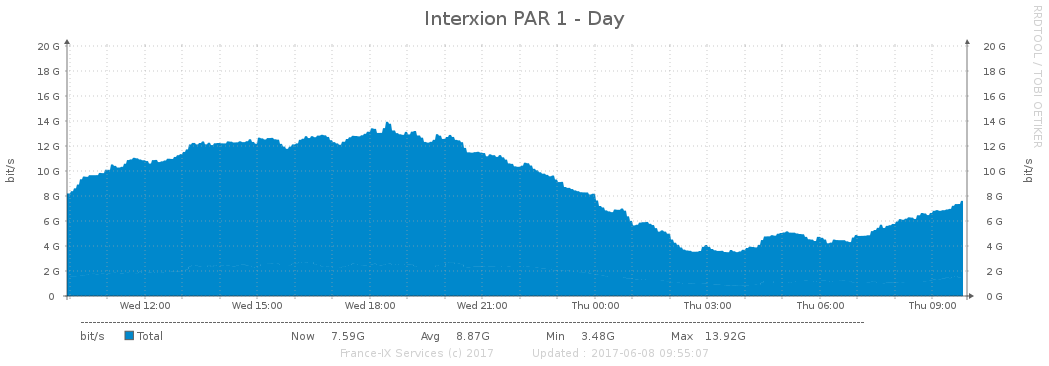 Interxion PAR 1 - Day
RRDTOOL / TOBI OETIKER
20 G 20 G
18 G 18 G
16 G 16 G
14 G 14 G
12 G 12 G
10 G 10 G
8 G 8 G
6 G 6 G
4 G 4 G
2 G 2 G
0 0 G
bit/s
bit/s
Wed 12:00 Wed 15:00 Wed 18:00 Wed 21:00 Thu 00:00 Thu 03:00 Thu 06:00 Thu 09:00
bit/s Total Now 7.59G Avg 8.87G Min 3.48G Max 13.92G
France-IX Services (c) 2017 Updated : 2017-06-08 09:55:07